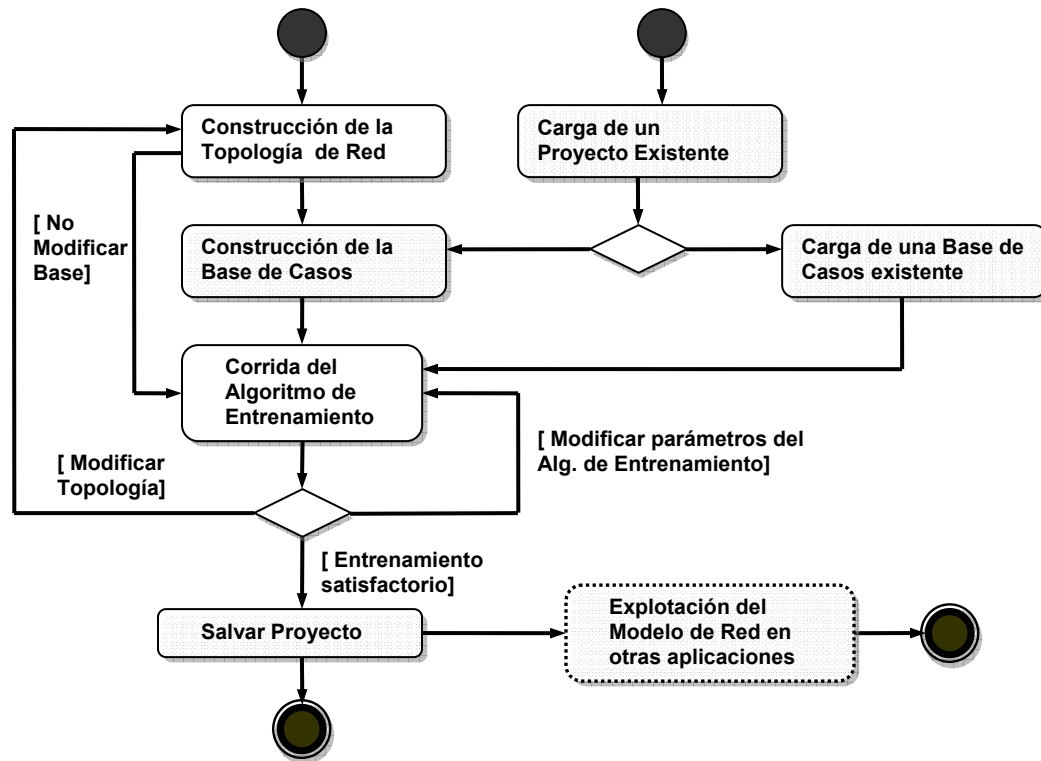 Construcción de la
Topología de Red
Carga de un
Proyecto Existente
[ No
Modificar
Base]
Construcción de la
Base de Casos
Carga de una Base de
Casos existente
Corrida del
Algoritmo de
Entrenamiento
[ Modificar parámetros del
Alg. de Entrenamiento]
[ Modificar
Topología]
[ Entrenamiento
satisfactorio]
Salvar Proyecto
Explotación del
Modelo de Red en
otras aplicaciones